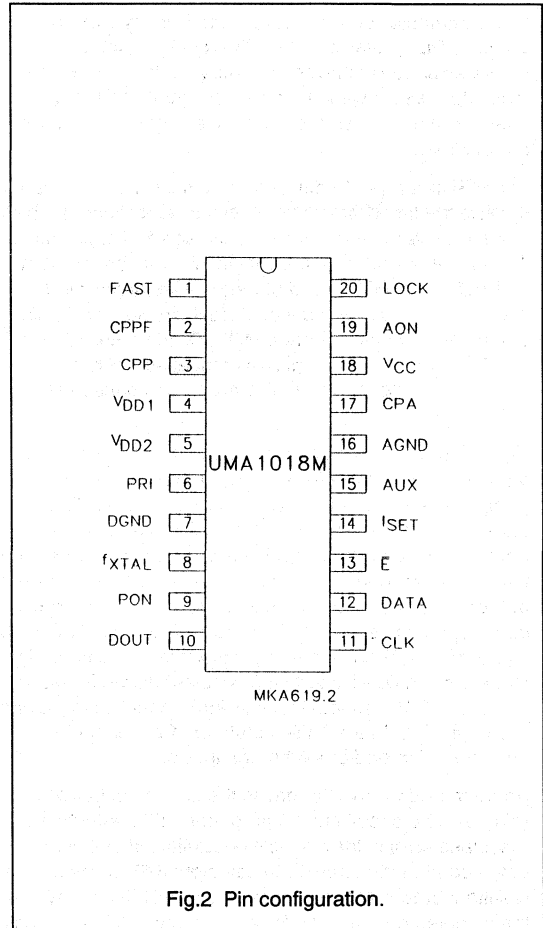 FAST 1 20 LOCK
CPPF 2 19 AON
CPP 3 18 VCC
VDD1 4 17 CPA
VDD2 5 16 AGND
UMA1018M
PRI 6 15 AUX
DGND 7 14 ISET
fXTAL 8 13 E
PON 9 12 DATA
DOUT 10 11 CLK
MKA619.2
Fig.2 Pin configuration.